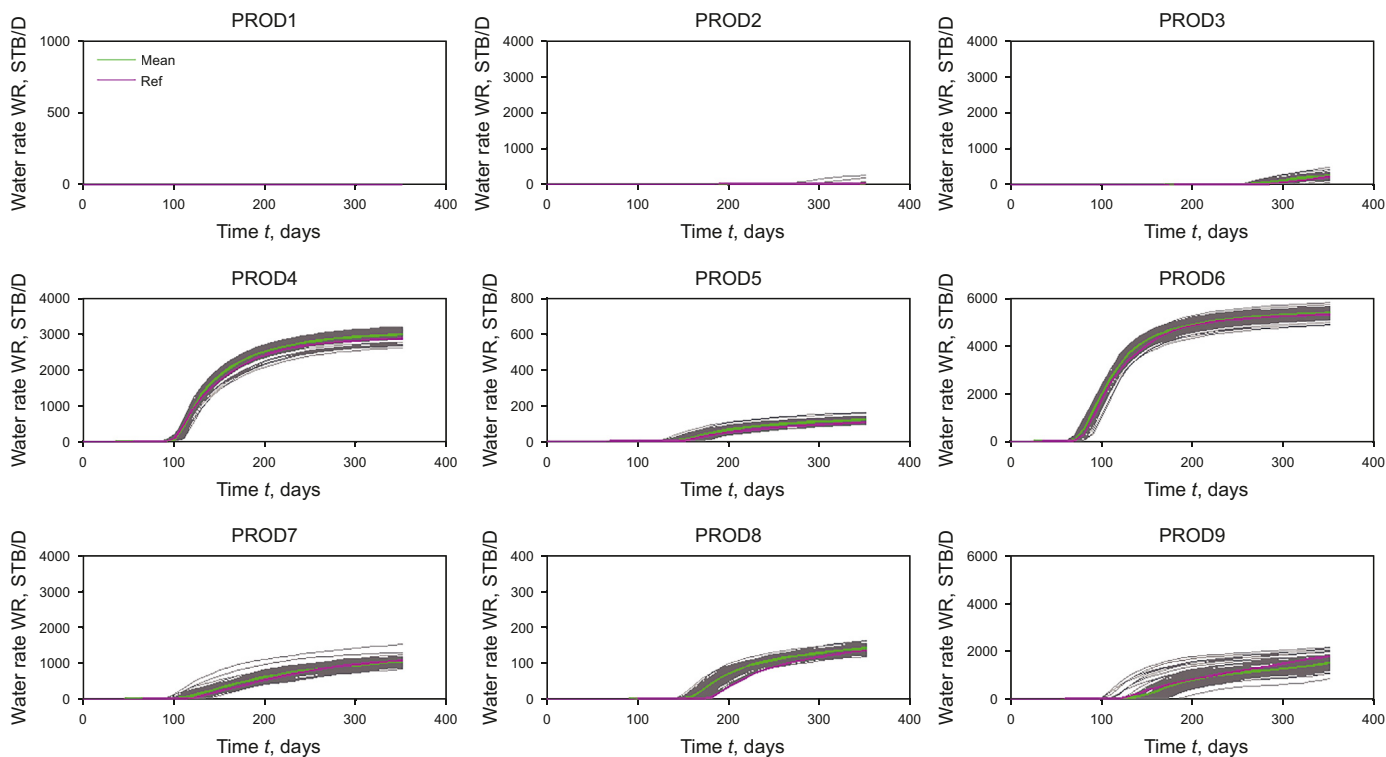 PROD1
Water rate WR, STB/D
1000
500
0
Mean
Ref
0 100 200 300 400
Time t, days
PROD2
Water rate WR, STB/D
4000
3000
2000
1000
0
0 100 200 300 400
Time t, days
PROD3
Water rate WR, STB/D
4000
3000
2000
1000
0
0 100 200 300 400
Time t, days
PROD4
Water rate WR, STB/D
4000
3000
2000
1000
0
0 100 200 300 400
Time t, days
PROD5
Water rate WR, STB/D
800
600
400
200
0
0 100 200 300 400
Time t, days
PROD6
Water rate WR, STB/D
6000
4000
2000
0
0 100 200 300 400
Time t, days
PROD7
Water rate WR, STB/D
4000
3000
2000
1000
0
0 100 200 300 400
Time t, days
PROD8
Water rate WR, STB/D
400
200
200
100
0
0 100 200 300 400
Time t, days
PROD9
Water rate WR, STB/D
6000
4000
2000
0
0 100 200 300 400
Time t, days